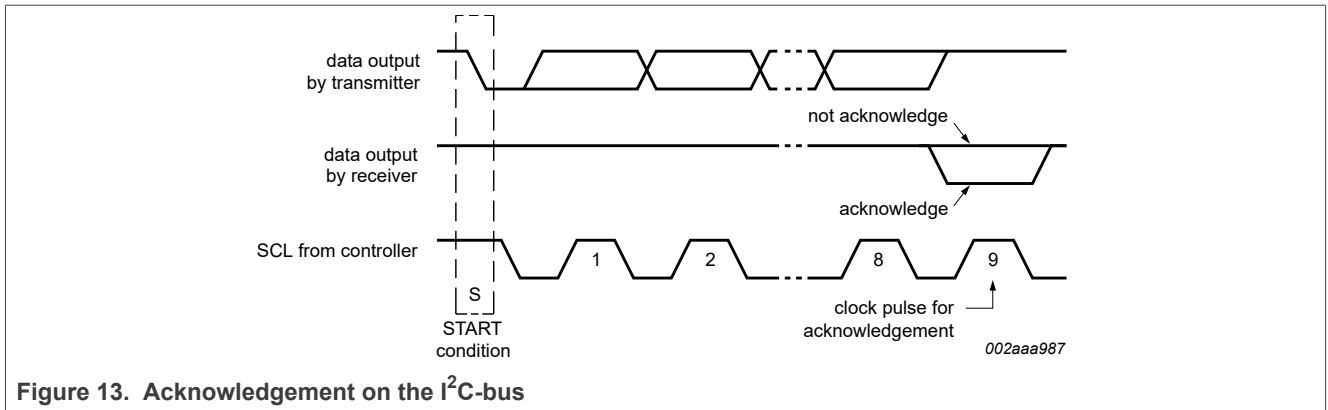 data output
by transmitter
not acknowledge
data output
by receiver
acknowledge
SCL from controller
1
2
8
9
S
START
condition
clock pulse for
acknowledgement
002aaa987
Figure 13. Acknowledgement on the I²C-bus